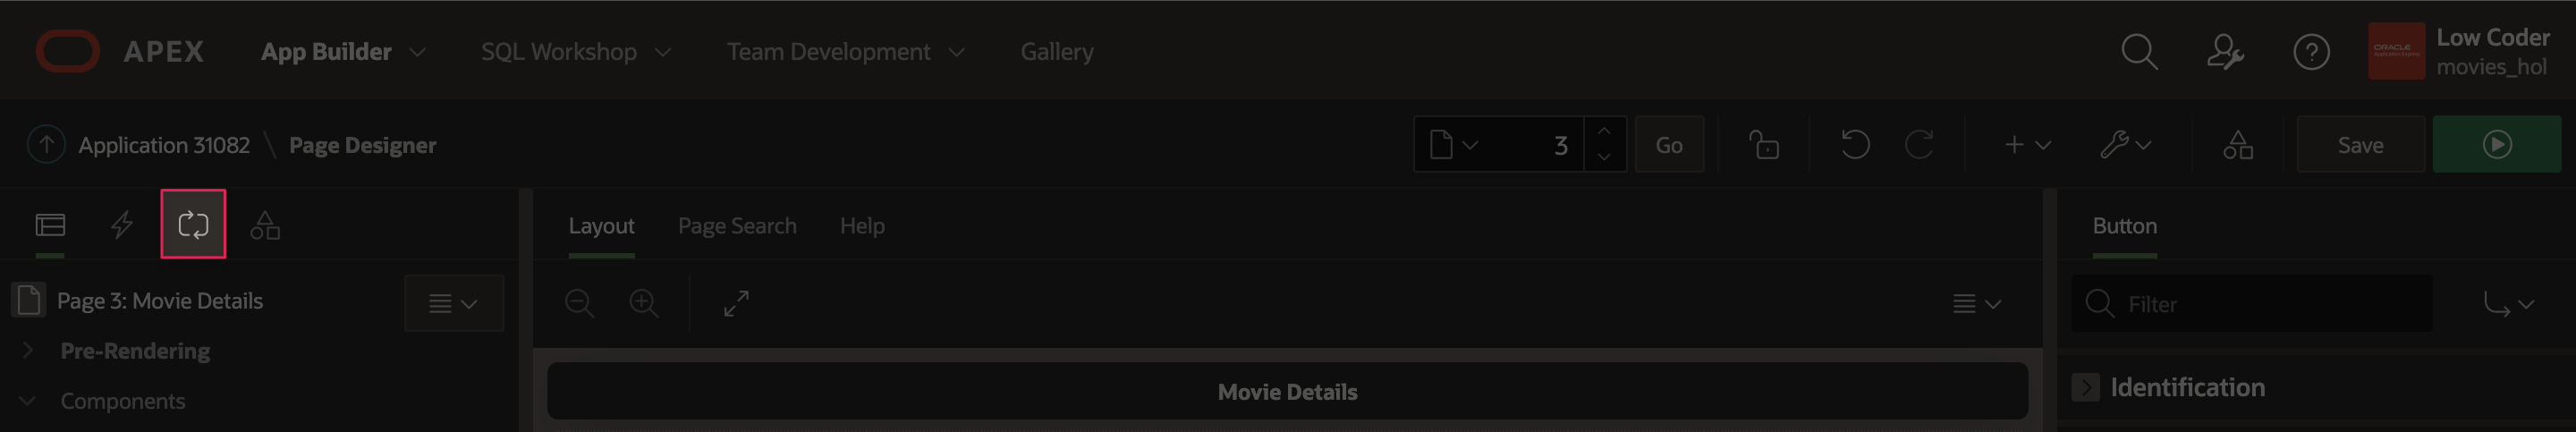 APEX App Builder SQL Workshop Team Development Gallery
Low Coder
movies_hol
Application 31082 \ Page Designer 3 Go Save
Layout Page Search Help Button
Page 3: Movie Details Filter
Pre-Rendering
Movie Details Identification
Components